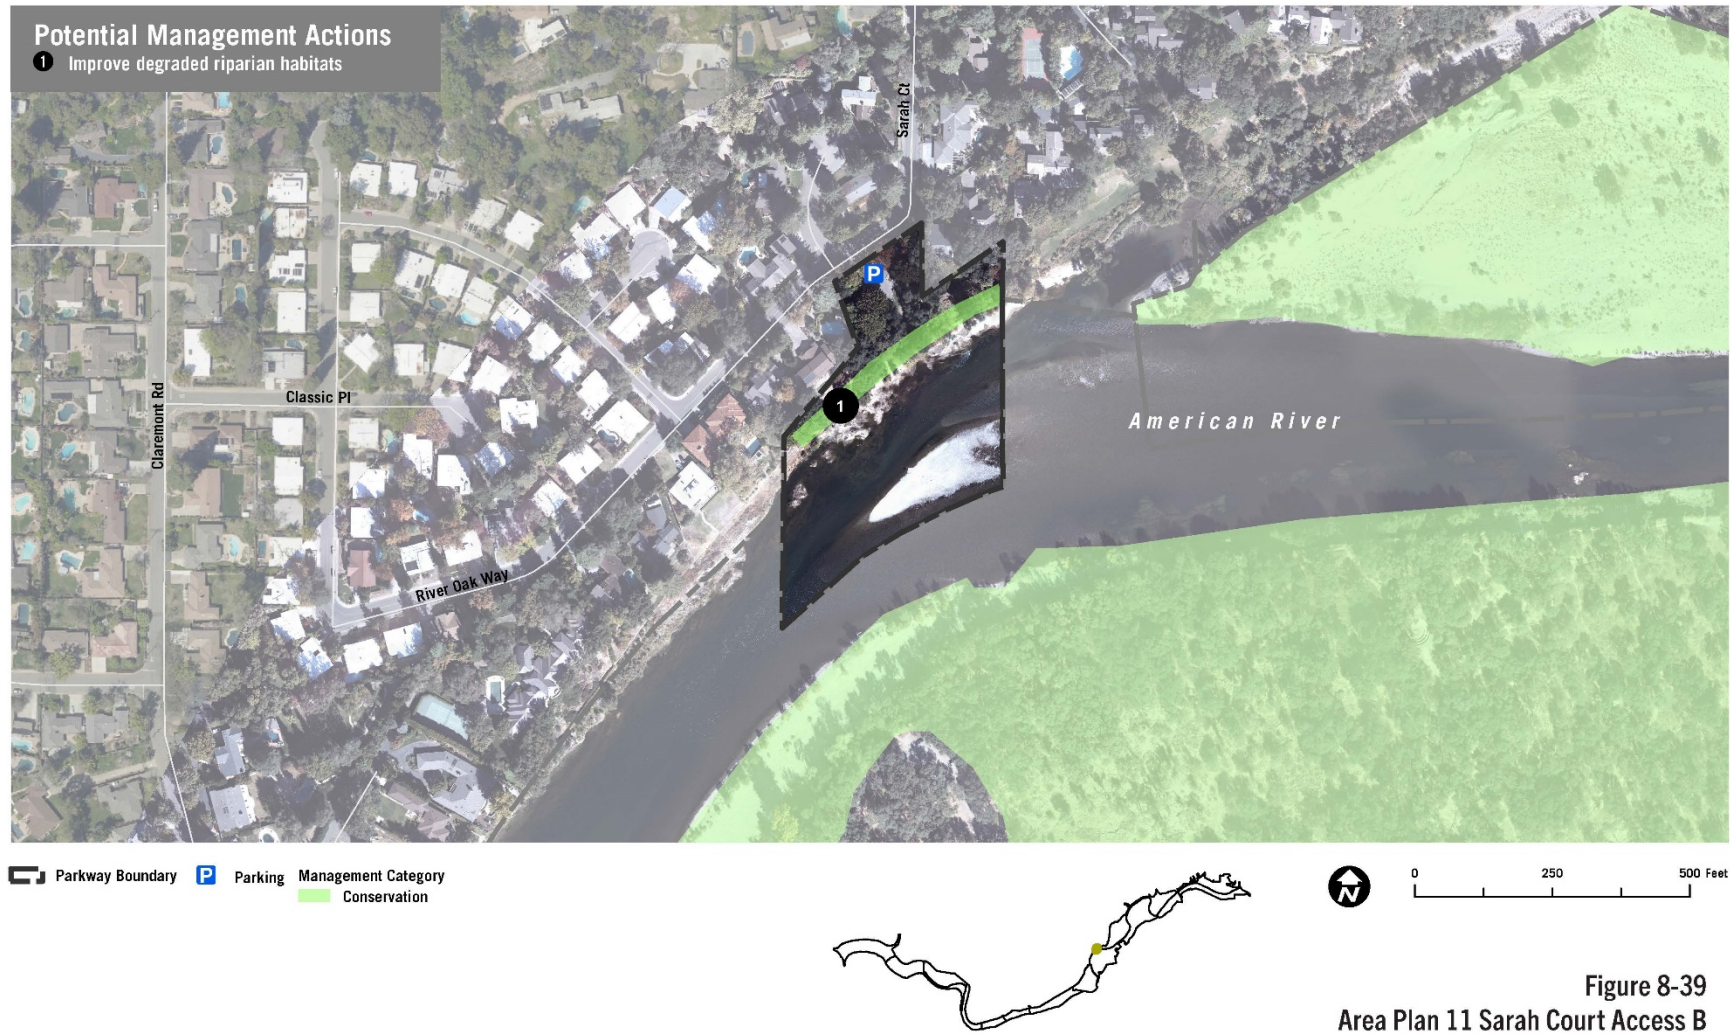 Potential Management Actions
1 Improve degraded riparian habitats
Sarah Ct
P
Claremont Rd
Classic Pl
1
American River
River Oak Way
Parkway Boundary
P Parking
Management Category
Conservation
N
0 250 500 Feet
Figure 8-39
Area Plan 11 Sarah Court Access B